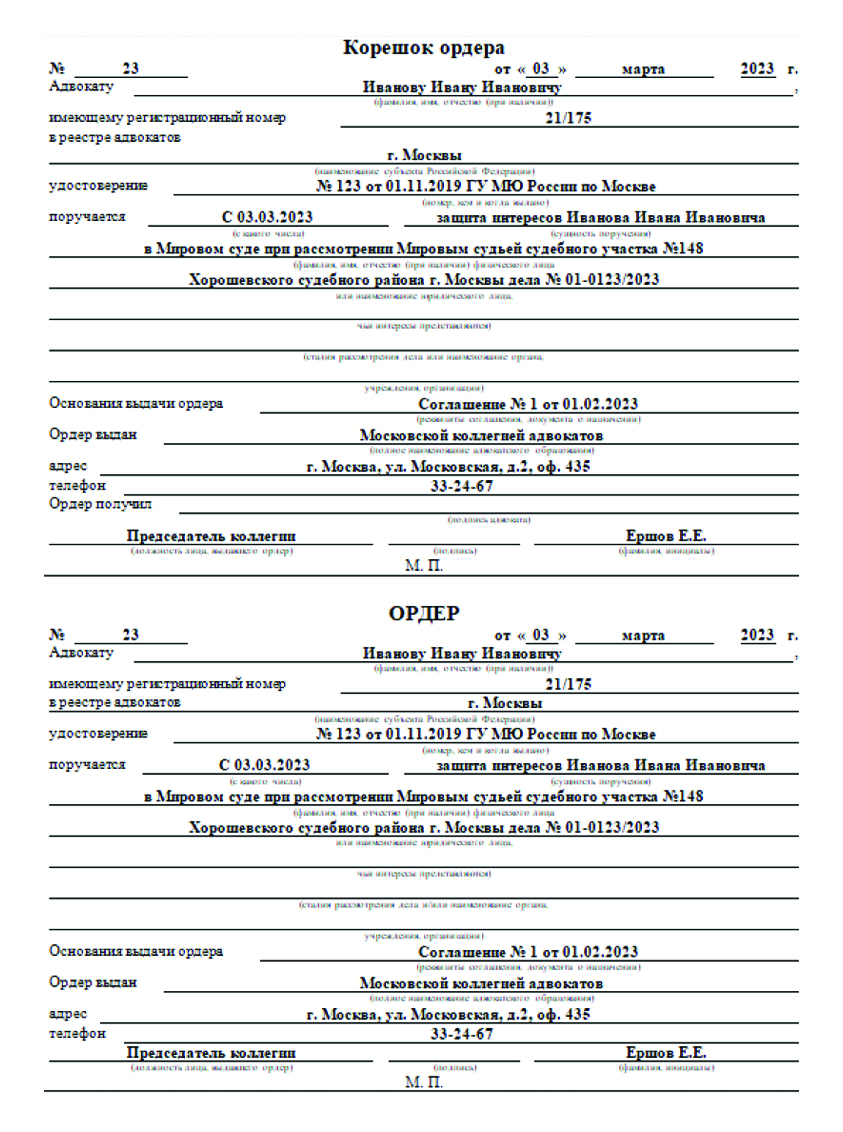 Корешок ордера
№ 23 от « 03 » марта 2023 г.
Адвокату Иванову Ивану Ивановичу ,
(фамилия, имя, отчество (при наличии))
имеющему регистрационный номер 21/175
в реестре адвокатов
г. Москвы
(наименование субъекта Российской Федерации)
удостоверение № 123 от 01.11.2019 ГУ МЮ России по Москве
(номер, кем и когда выдано)
поручается С 03.03.2023 защита интересов Иванова Ивана Ивановича
(с какого числа) (сущность поручения)
в Мировом суде при рассмотрении Мировым судьей судебного участка №148
(фамилия, имя, отчество (при наличии) физического лица
Хорошевского судебного района г. Москвы дела № 01-0123/2023
или наименование юридического лица,
чьи интересы представляются)
(стадия рассмотрения дела или наименование органа,
учреждения, организации)
Основания выдачи ордера Соглашение № 1 от 01.02.2023
(реквизиты соглашения, документа о назначении)
Ордер выдан Московской коллегией адвокатов
(полное наименование адвокатского образования)
адрес г. Москва, ул. Московская, д.2, оф. 435
телефон 33-24-67
Ордер получил
(подпись адвоката)
Председатель коллегии Ершов Е.Е.
(должность лица, выдавшего ордер) (подпись) (фамилия, инициалы)
М. П.
ОРДЕР
№ 23 от « 03 » марта 2023 г.
Адвокату Иванову Ивану Ивановичу ,
(фамилия, имя, отчество (при наличии))
имеющему регистрационный номер 21/175
в реестре адвокатов г. Москвы
(наименование субъекта Российской Федерации)
удостоверение № 123 от 01.11.2019 ГУ МЮ России по Москве
(номер, кем и когда выдано)
поручается С 03.03.2023 защита интересов Иванова Ивана Ивановича
(с какого числа) (сущность поручения)
в Мировом суде при рассмотрении Мировым судьей судебного участка №148
(фамилия, имя, отчество (при наличии) физического лица
Хорошевского судебного района г. Москвы дела № 01-0123/2023
или наименование юридического лица,
чьи интересы представляются)
(стадия рассмотрения дела и/или наименование органа,
учреждения, организации)
Основания выдачи ордера Соглашение № 1 от 01.02.2023
(реквизиты соглашения, документа о назначении)
Ордер выдан Московской коллегией адвокатов
(полное наименование адвокатского образования)
адрес г. Москва, ул. Московская, д.2, оф. 435
телефон 33-24-67
Председатель коллегии Ершов Е.Е.
(должность лица, выдавшего ордер) (подпись) (фамилия, инициалы)
М. П.